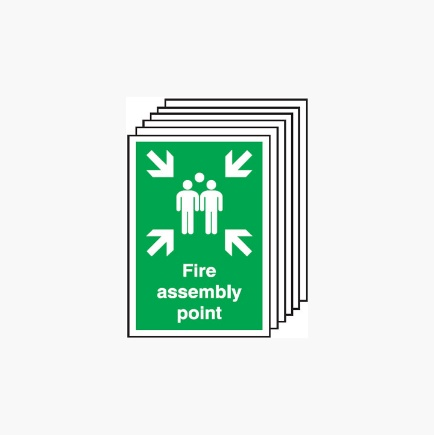 Fire
assembly
point